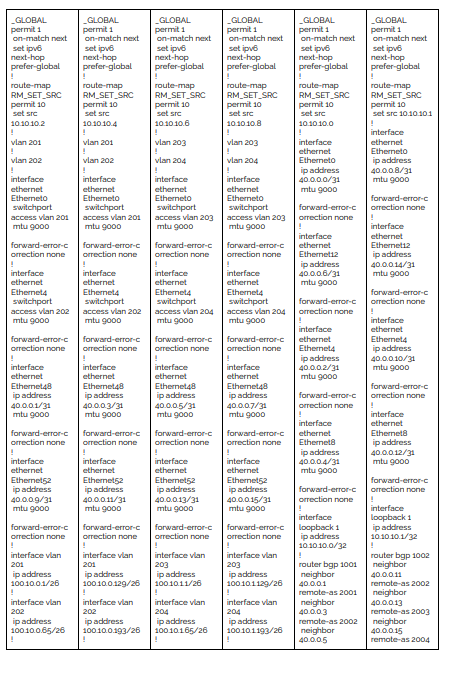 _GLOBAL
permit 1
on-match next
set ipv6
next-hop
prefer-global
!
route-map
RM_SET_SRC
permit 10
set src
10.10.10.2
!
vlan 201
!
vlan 202
!
interface
ethernet
Ethernet0
switchport
access vlan 201
mtu 9000
forward-error-c
orrection none
!
interface
ethernet
Ethernet4
switchport
access vlan 202
mtu 9000
forward-error-c
orrection none
!
interface
ethernet
Ethernet48
ip address
40.0.0.1/31
mtu 9000
forward-error-c
orrection none
!
interface
ethernet
Ethernet52
ip address
40.0.0.9/31
mtu 9000
forward-error-c
orrection none
!
interface vlan
201
ip address
100.10.0.1/26
!
interface vlan
202
ip address
100.10.0.65/26
!
_GLOBAL
permit 1
on-match next
set ipv6
next-hop
prefer-global
!
route-map
RM_SET_SRC
permit 10
set src
10.10.10.4
!
vlan 201
!
vlan 202
!
interface
ethernet
Ethernet0
switchport
access vlan 201
mtu 9000
forward-error-c
orrection none
!
interface
ethernet
Ethernet4
switchport
access vlan 202
mtu 9000
forward-error-c
orrection none
!
interface
ethernet
Ethernet48
ip address
40.0.0.3/31
mtu 9000
forward-error-c
orrection none
!
interface
ethernet
Ethernet52
ip address
40.0.0.11/31
mtu 9000
forward-error-c
orrection none
!
interface vlan
201
ip address
100.10.0.129/26
!
interface vlan
202
ip address
100.10.0.193/26
!
_GLOBAL
permit 1
on-match next
set ipv6
next-hop
prefer-global
!
route-map
RM_SET_SRC
permit 10
set src
10.10.10.6
!
vlan 203
!
vlan 204
!
interface
ethernet
Ethernet0
switchport
access vlan 203
mtu 9000
forward-error-c
orrection none
!
interface
ethernet
Ethernet4
switchport
access vlan 204
mtu 9000
forward-error-c
orrection none
!
interface
ethernet
Ethernet48
ip address
40.0.0.5/31
mtu 9000
forward-error-c
orrection none
!
interface
ethernet
Ethernet52
ip address
40.0.0.13/31
mtu 9000
forward-error-c
orrection none
!
interface vlan
203
ip address
100.10.1.1/26
!
interface vlan
204
ip address
100.10.1.65/26
!
_GLOBAL
permit 1
on-match next
set ipv6
next-hop
prefer-global
!
route-map
RM_SET_SRC
permit 10
set src
10.10.10.8
!
vlan 203
!
vlan 204
!
interface
ethernet
Ethernet0
switchport
access vlan 203
mtu 9000
forward-error-c
orrection none
!
interface
ethernet
Ethernet4
switchport
access vlan 204
mtu 9000
forward-error-c
orrection none
!
interface
ethernet
Ethernet48
ip address
40.0.0.7/31
mtu 9000
forward-error-c
orrection none
!
interface
ethernet
Ethernet52
ip address
40.0.0.15/31
mtu 9000
forward-error-c
orrection none
!
interface vlan
203
ip address
100.10.1.129/26
!
interface vlan
204
ip address
100.10.1.193/26
!
_GLOBAL
permit 1
on-match next
set ipv6
next-hop
prefer-global
!
route-map
RM_SET_SRC
permit 10
set src
10.10.10.0
!
interface
ethernet
Ethernet0
ip address
40.0.0.0/31
mtu 9000
forward-error-c
orrection none
!
interface
ethernet
Ethernet12
ip address
40.0.0.6/31
mtu 9000
forward-error-c
orrection none
!
interface
ethernet
Ethernet4
ip address
40.0.0.2/31
mtu 9000
forward-error-c
orrection none
!
interface
ethernet
Ethernet8
ip address
40.0.0.4/31
mtu 9000
forward-error-c
orrection none
!
interface
loopback 1
ip address
10.10.10.0/32
!
router bgp 1001
neighbor
40.0.0.1
remote-as 2001
neighbor
40.0.0.3
remote-as 2002
neighbor
40.0.0.5
_GLOBAL
permit 1
on-match next
set ipv6
next-hop
prefer-global
!
route-map
RM_SET_SRC
permit 10
set src 10.10.10.1
!
interface
ethernet
Ethernet0
ip address
40.0.0.8/31
mtu 9000
forward-error-c
orrection none
!
interface
ethernet
Ethernet12
ip address
40.0.0.14/31
mtu 9000
forward-error-c
orrection none
!
interface
ethernet
Ethernet4
ip address
40.0.0.10/31
mtu 9000
forward-error-c
orrection none
!
interface
ethernet
Ethernet8
ip address
40.0.0.12/31
mtu 9000
forward-error-c
orrection none
!
interface
loopback 1
ip address
10.10.10.1/32
!
router bgp 1002
neighbor
40.0.0.11
remote-as 2002
neighbor
40.0.0.13
remote-as 2003
neighbor
40.0.0.15
remote-as 2004